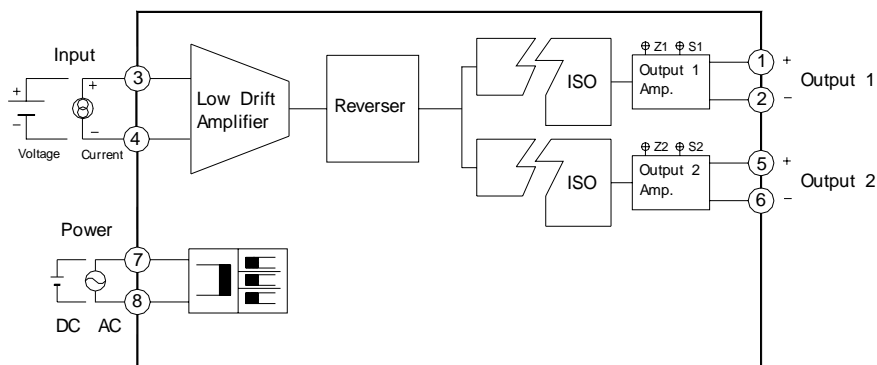 Input
+
−
Voltage
+
−
Current
3
4
Low Drift
Amplifier
Reverser
ISO
Z1 S1
Output 1
Amp.
1 +
2 −
Output 1
ISO
Z2 S2
Output 2
Amp.
5 +
6 −
Output 2
Power
7
8
DC AC